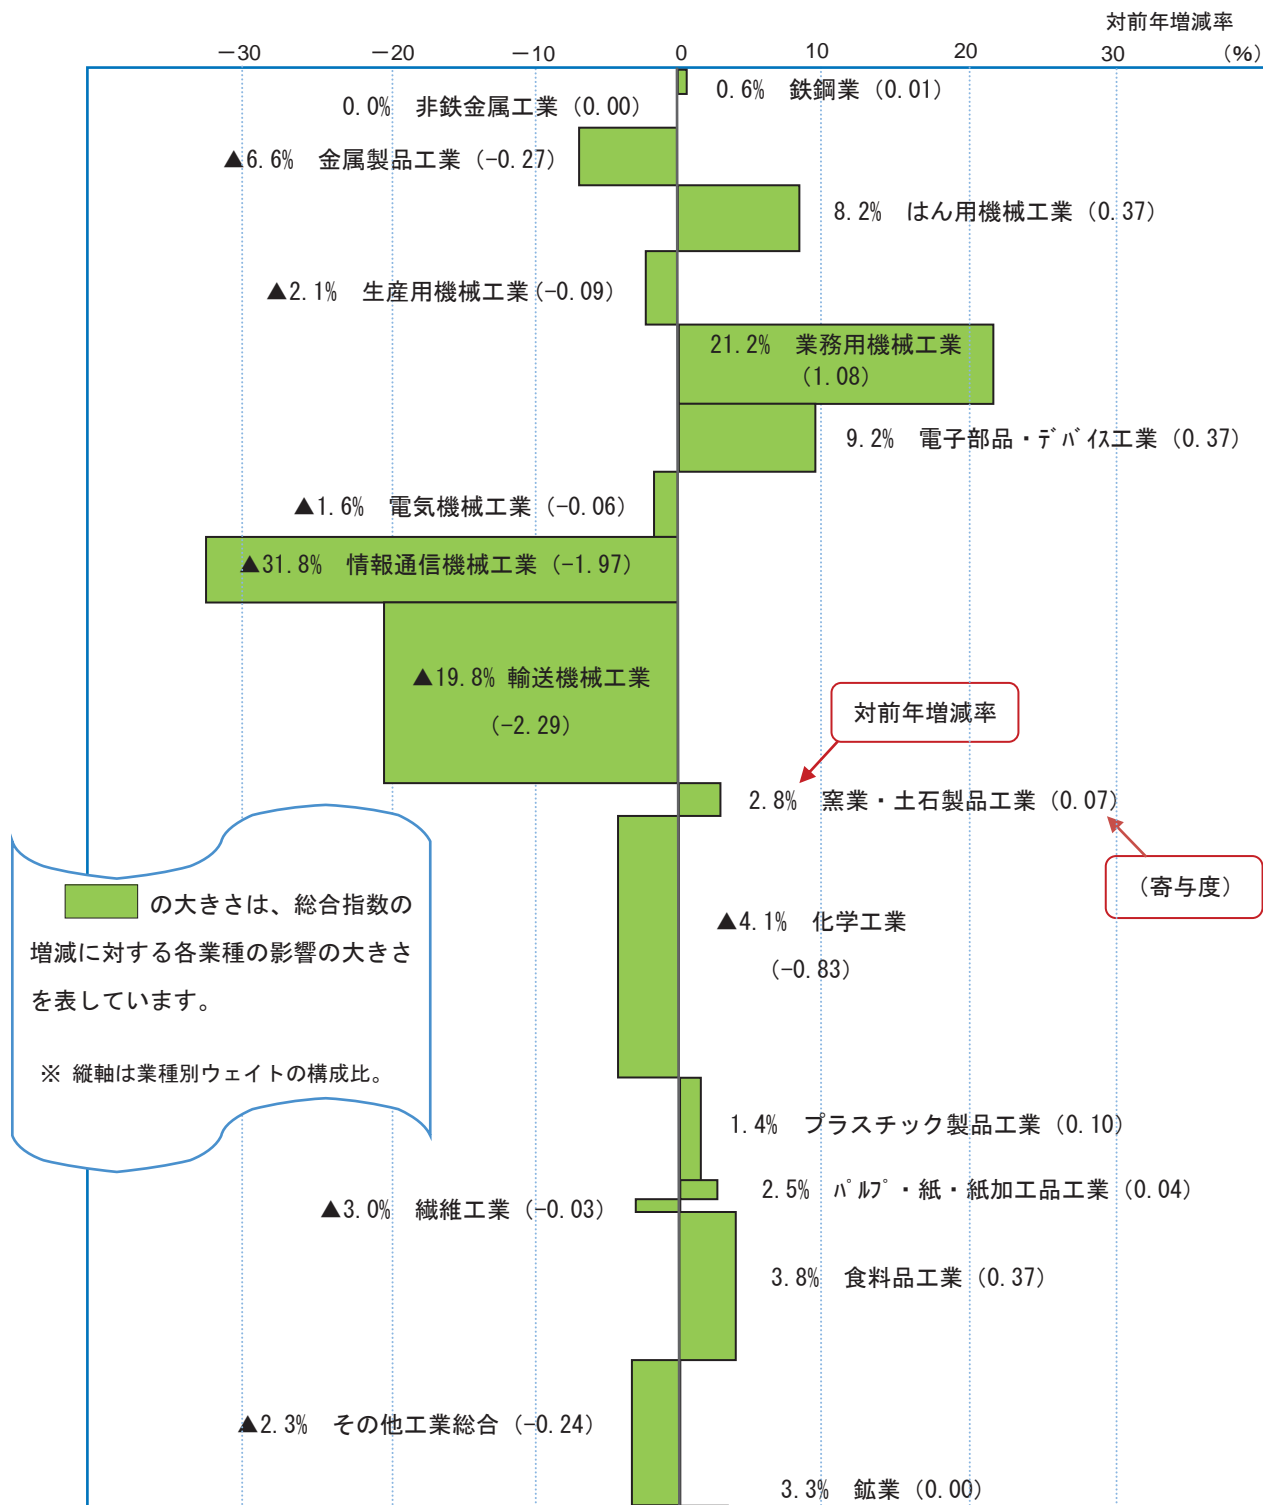 対前年増減率
－30 －20 －10 0 10 20 30 （%）
0.6% 鉄鋼業（0.01）
0.0% 非鉄金属工業（0.00）
▲6.6% 金属製品工業（-0.27）
8.2% はん用機械工業（0.37）
▲2.1% 生産用機械工業（-0.09）
21.2% 業務用機械工業
（1.08）
9.2% 電子部品・ﾃﾞﾊﾞｲｽ工業（0.37）
▲1.6% 電気機械工業（-0.06）
▲31.8% 情報通信機械工業（-1.97）
▲19.8% 輸送機械工業
（-2.29）
対前年増減率
2.8% 窯業・土石製品工業（0.07）
（寄与度）
の大きさは、総合指数の
増減に対する各業種の影響の大きさ
を表しています。
※ 縦軸は業種別ウェイトの構成比。
▲4.1% 化学工業
（-0.83）
1.4% プラスチック製品工業（0.10）
2.5% ﾊﾟﾙﾌﾟ・紙・紙加工品工業（0.04）
▲3.0% 繊維工業（-0.03）
3.8% 食料品工業（0.37）
▲2.3% その他工業総合（-0.24）
3.3% 鉱業（0.00）